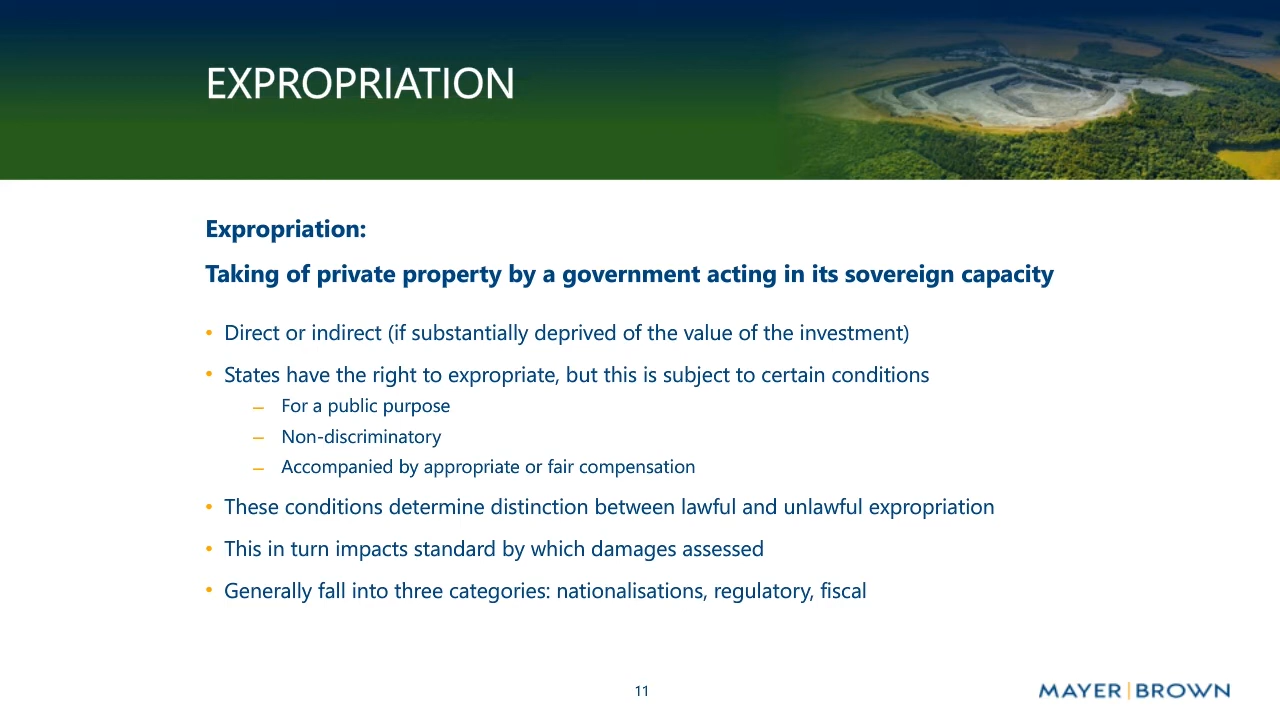 EXPROPRIATION
Expropriation:
Taking of private property by a government acting in its sovereign capacity
• Direct or indirect (if substantially deprived of the value of the investment)
• States have the right to expropriate, but this is subject to certain conditions
– For a public purpose
– Non-discriminatory
– Accompanied by appropriate or fair compensation
• These conditions determine distinction between lawful and unlawful expropriation
• This in turn impacts standard by which damages assessed
• Generally fall into three categories: nationalisations, regulatory, fiscal
11
MAYER|BROWN